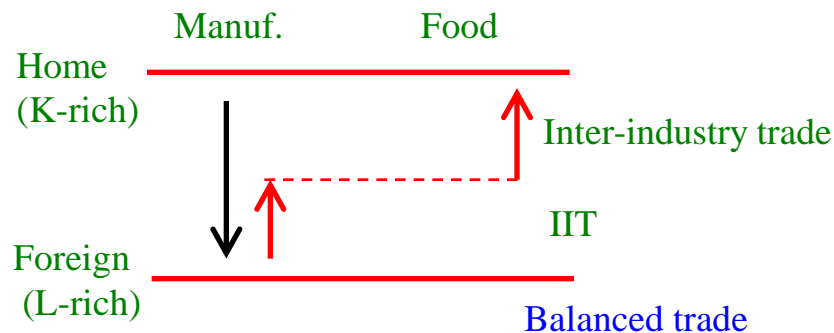 Manuf. Food
Home
(K-rich)
Inter-industry trade
IIT
Foreign
(L-rich)
Balanced trade